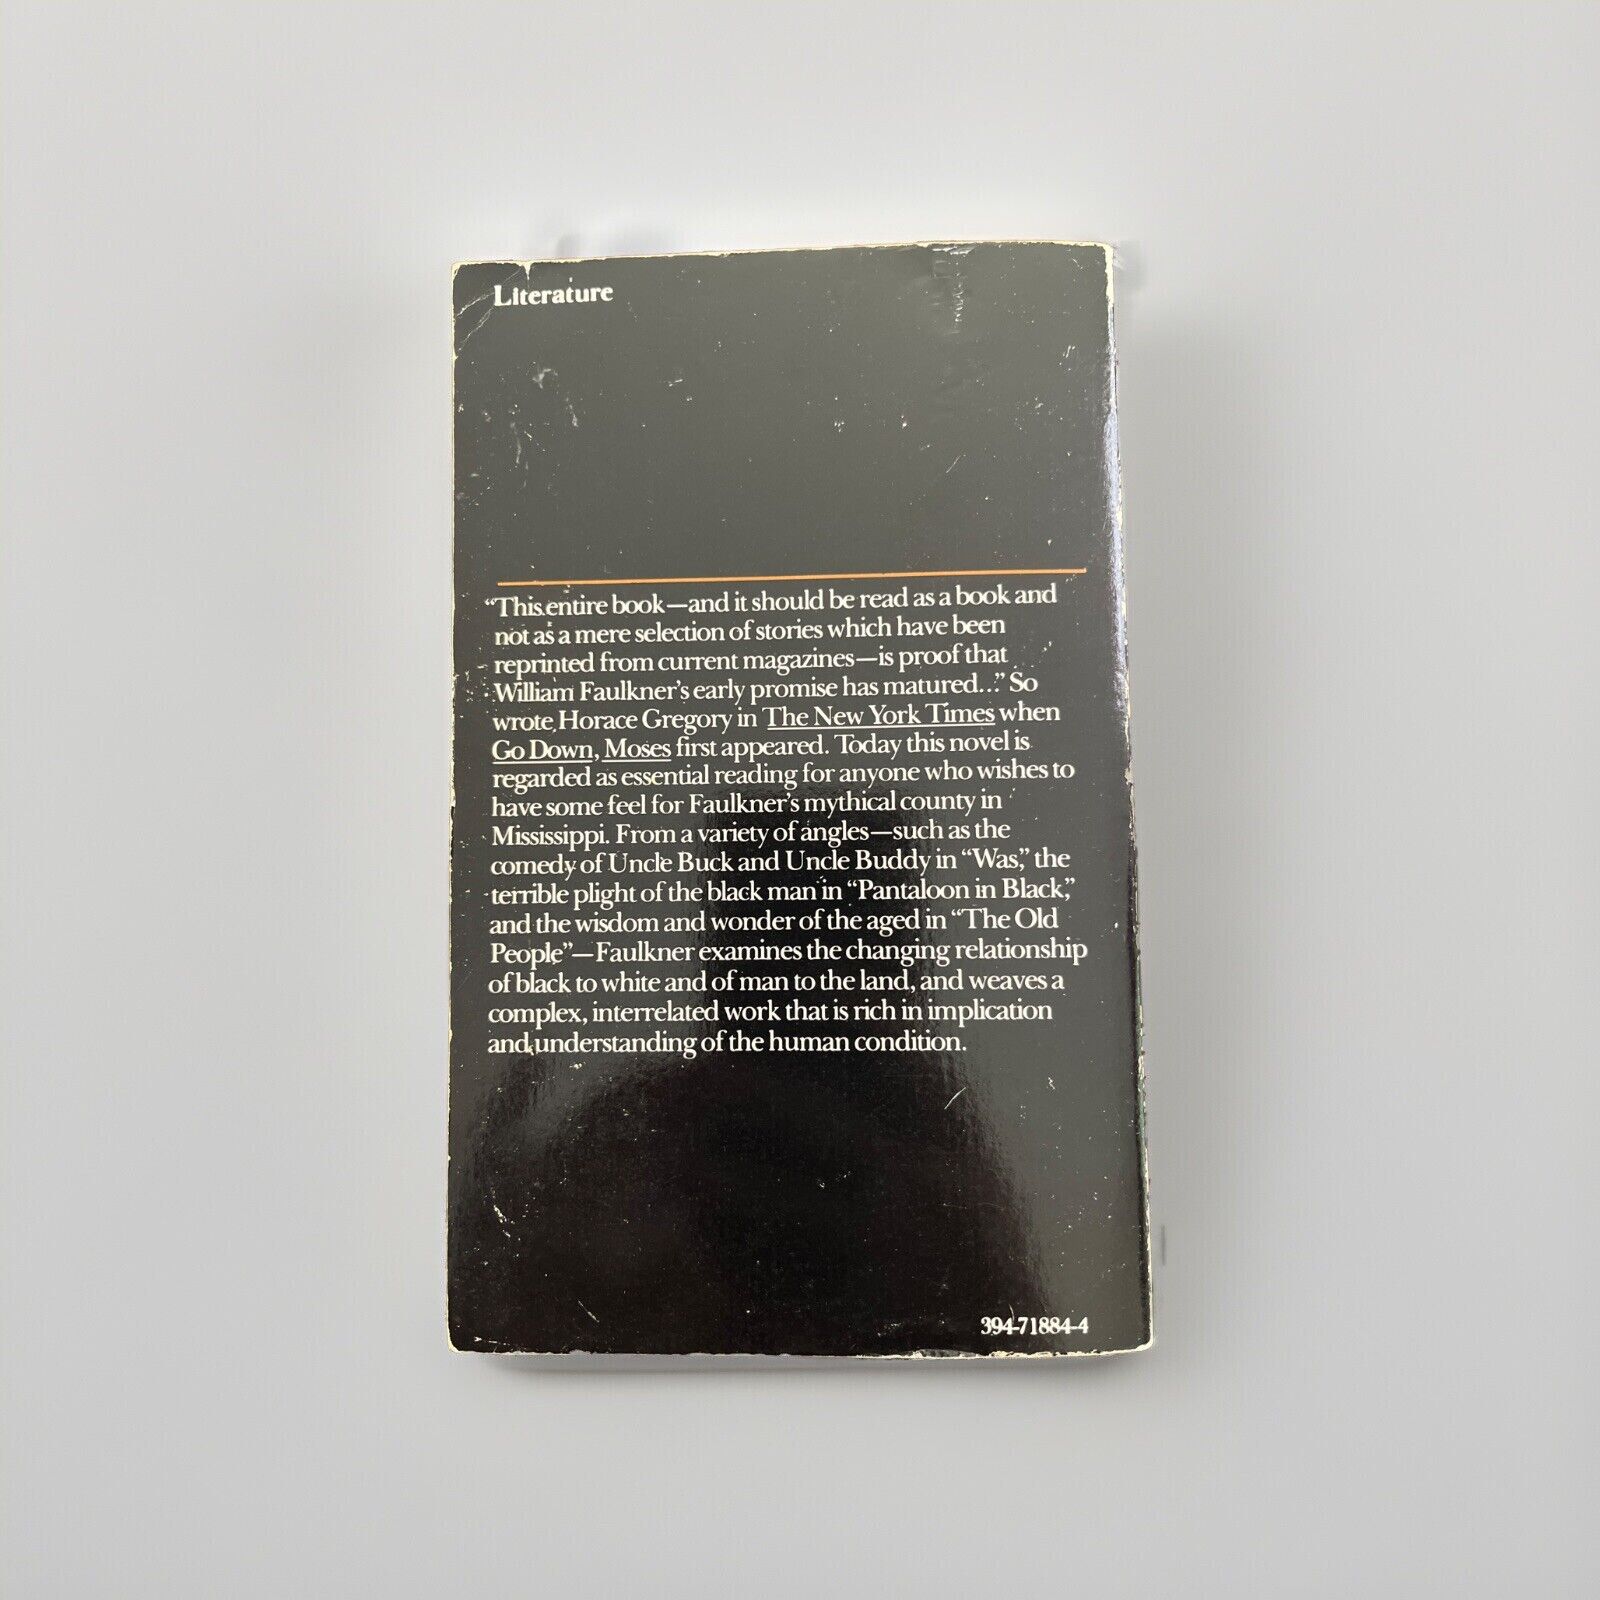 Literature
“This entire book—and it should be read as a book and
not as a mere selection of stories which have been
reprinted from current magazines—is proof that
William Faulkner’s early promise has matured...” So
wrote Horace Gregory in The New York Times when
Go Down, Moses first appeared. Today this novel is
regarded as essential reading for anyone who wishes to
have some feel for Faulkner’s mythical county in
Mississippi. From a variety of angles—such as the
comedy of Uncle Buck and Uncle Buddy in “Was,” the
terrible plight of the black man in “Pantaloon in Black,”
and the wisdom and wonder of the aged in “The Old
People”—Faulkner examines the changing relationship
of black to white and of man to the land, and weaves a
complex, interrelated work that is rich in implication
and understanding of the human condition.
394-71884-4